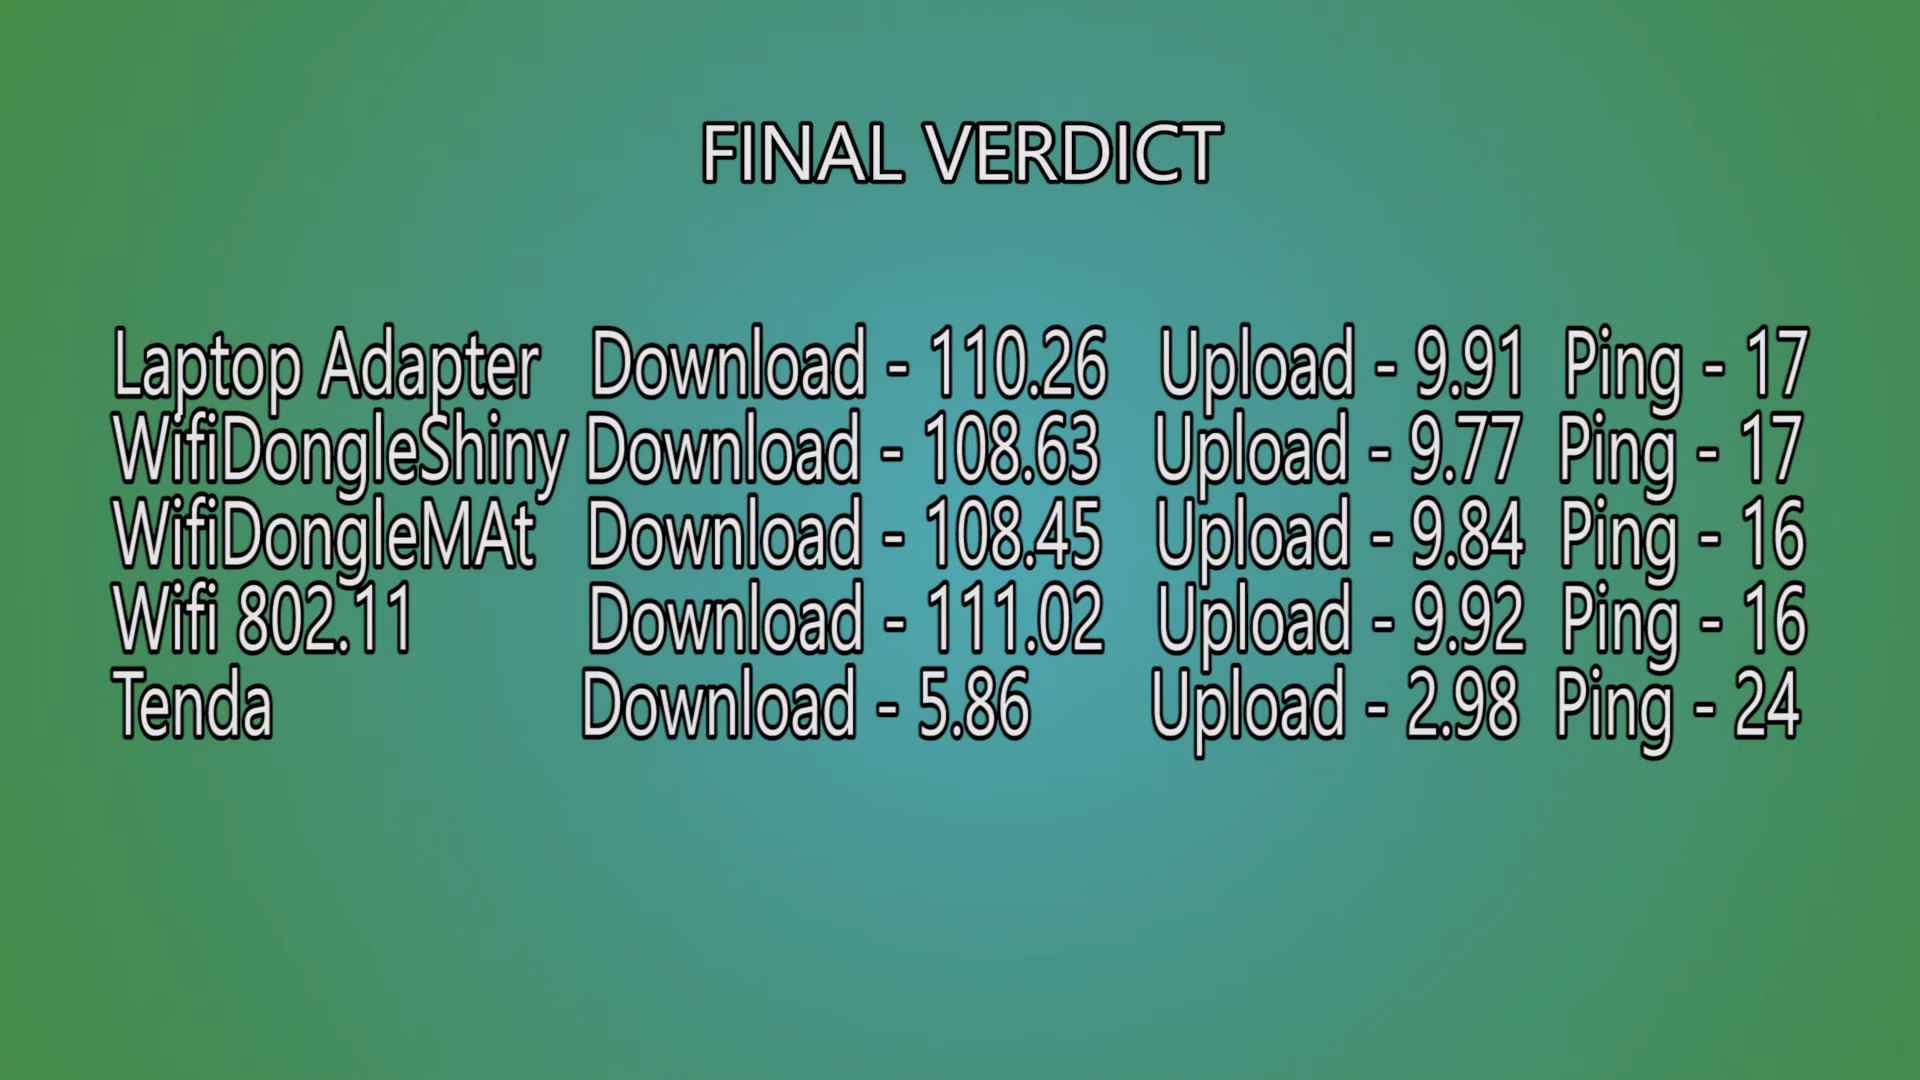 FINAL VERDICT
Laptop Adapter Download - 110.26 Upload - 9.91 Ping - 17
WifiDongleShiny Download - 108.63 Upload - 9.77 Ping - 17
WifiDongleMAt Download - 108.45 Upload - 9.84 Ping - 16
Wifi 802.11 Download - 111.02 Upload - 9.92 Ping - 16
Tenda Download - 5.86 Upload - 2.98 Ping - 24